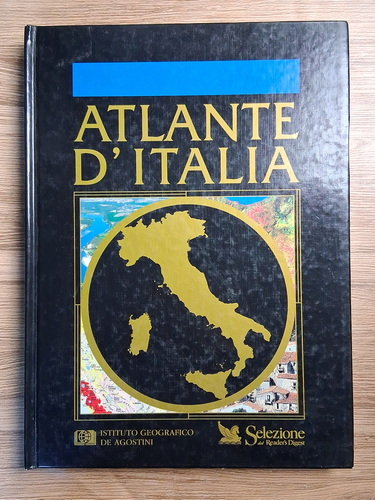 ATLANTE
D'ITALIA
ISTITUTO GEOGRAFICO
DE AGOSTINI
Selezione
dal Reader's Digest